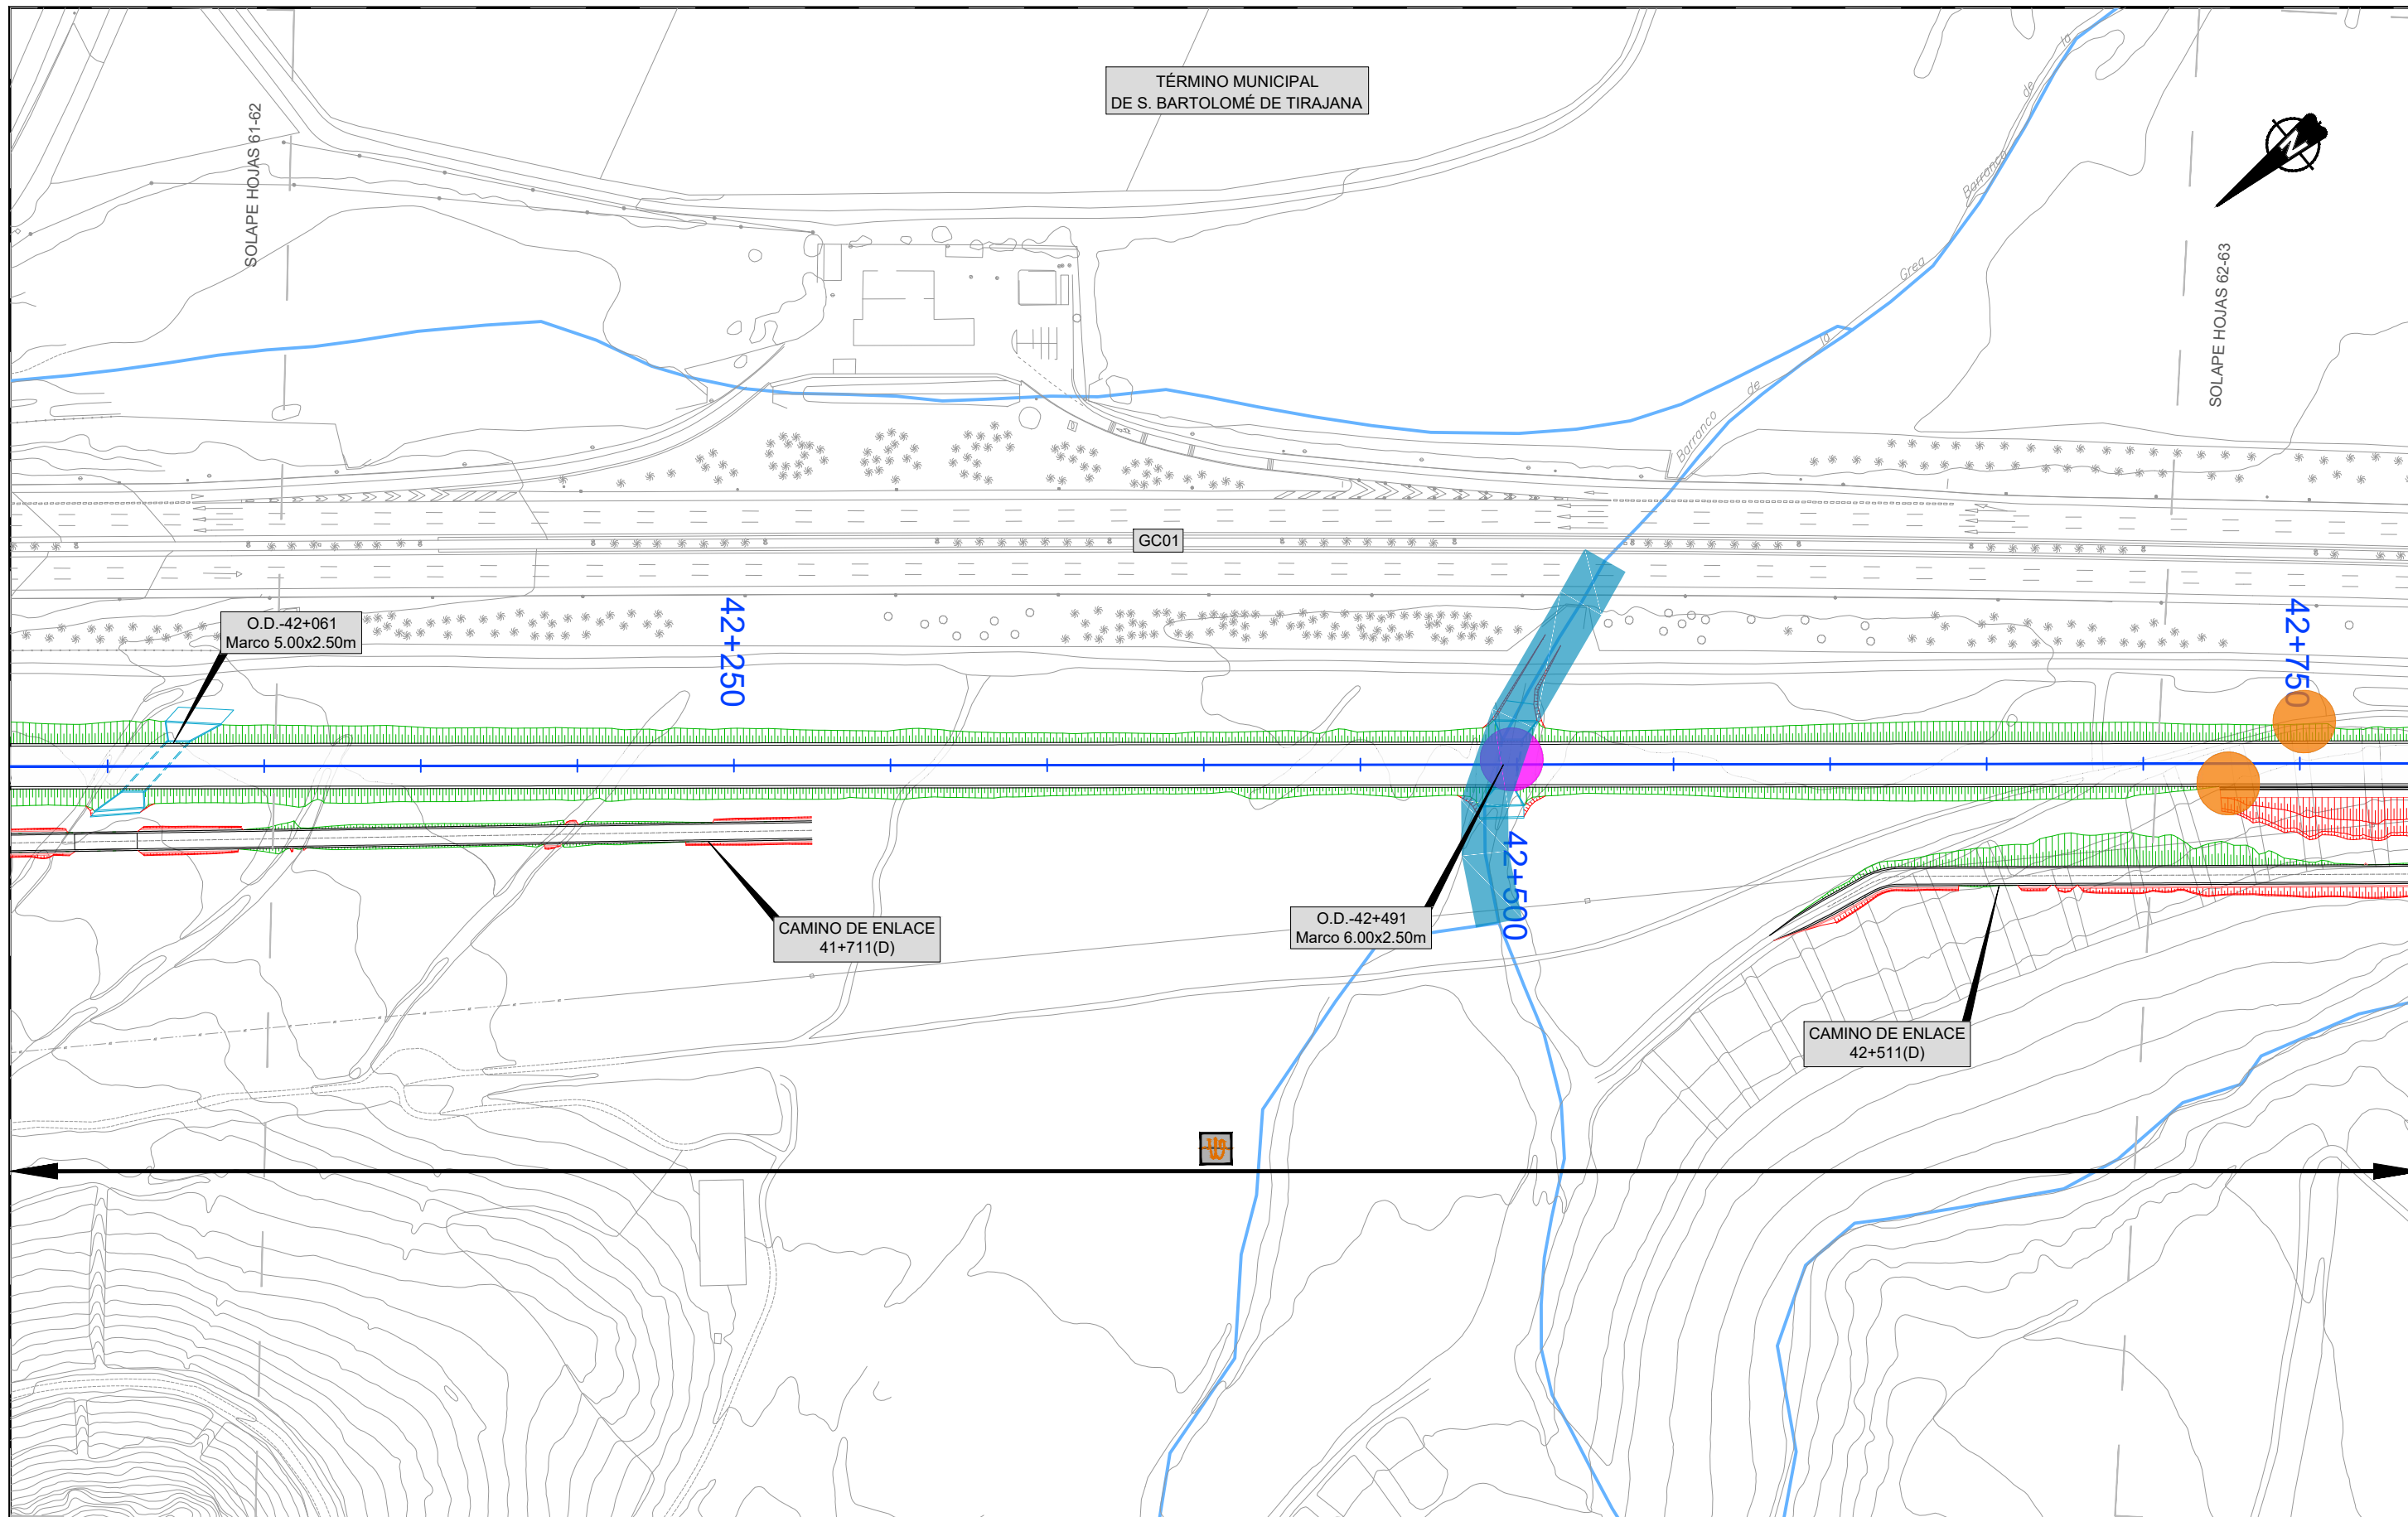 TÉRMINO MUNICIPAL
DE S. BARTOLOMÉ DE TIRAJANA
SOLAPE HOJAS 61-62
SOLAPE HOJAS 62-63
N
Barranco de la
Barranco de la Grea
GC01
O.D.-42+061
Marco 5.00x2.50m
42+250
42+750
O.D.-42+491
Marco 6.00x2.50m
42+500
CAMINO DE ENLACE
41+711(D)
CAMINO DE ENLACE
42+511(D)